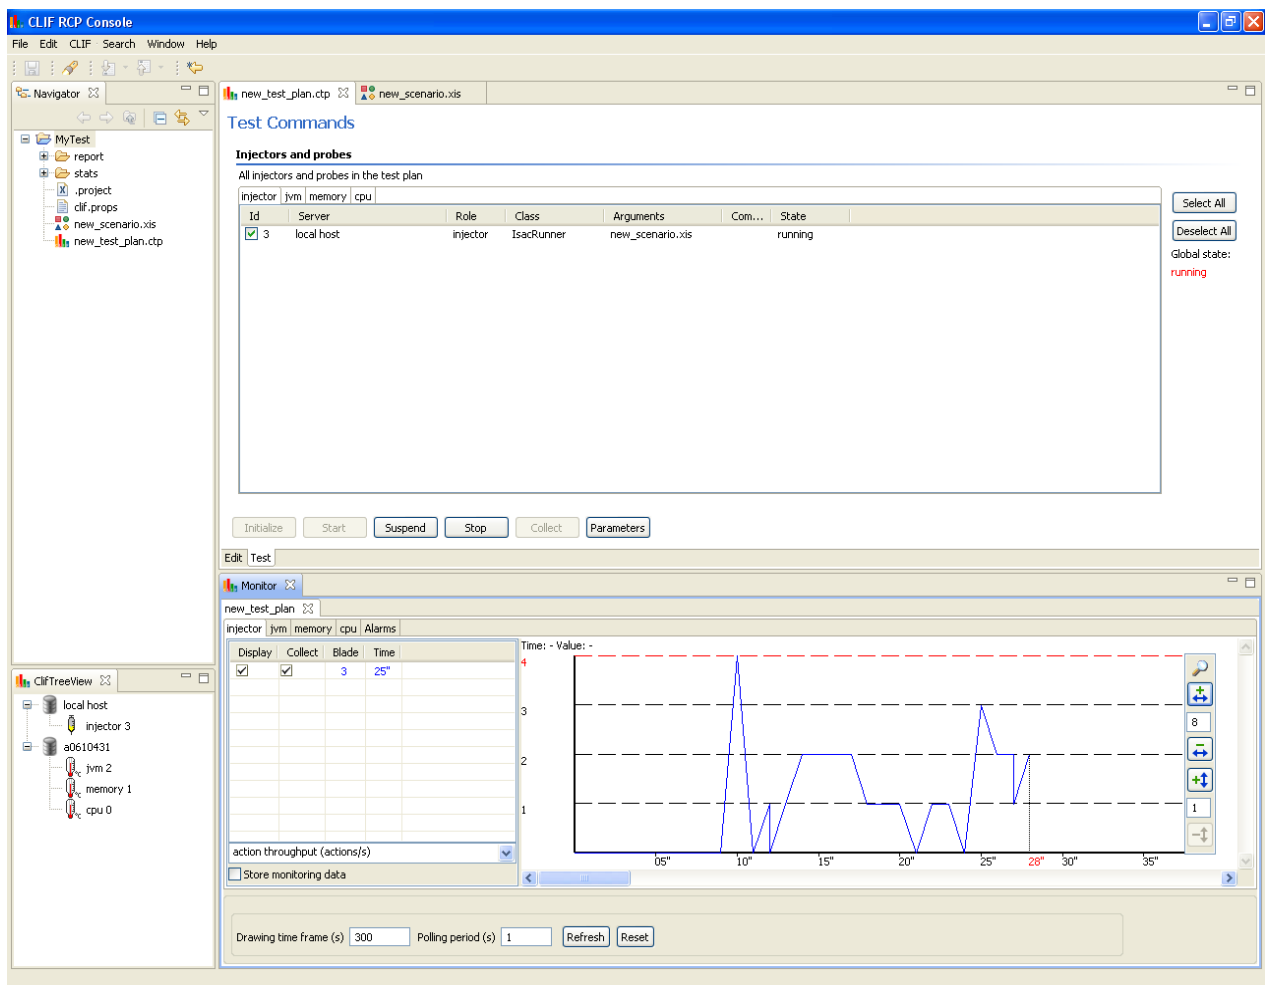 CLIF RCP Console
File Edit CLIF Search Window Help
Navigator
MyTest
report
stats
.project
clif.props
new_scenario.xis
new_test_plan.ctp
ClifTreeView
local host
injector 3
a0610431
jvm 2
memory 1
cpu 0
new_test_plan.ctp new_scenario.xis
Test Commands
Injectors and probes
All injectors and probes in the test plan
injector jvm memory cpu
Id Server Role Class Arguments Com... State
3 local host injector IsacRunner new_scenario.xis running
Select All
Deselect All
Global state:
running
Initialize Start Suspend Stop Collect Parameters
Edit Test
Monitor
new_test_plan
injector jvm memory cpu Alarms
Display Collect Blade Time
3 25"
action throughput (actions/s)
Store monitoring data
Time: - Value: -
4
3
2
1
05" 10" 15" 20" 25" 28" 30" 35"
8
1
Drawing time frame (s) 300 Polling period (s) 1 Refresh Reset